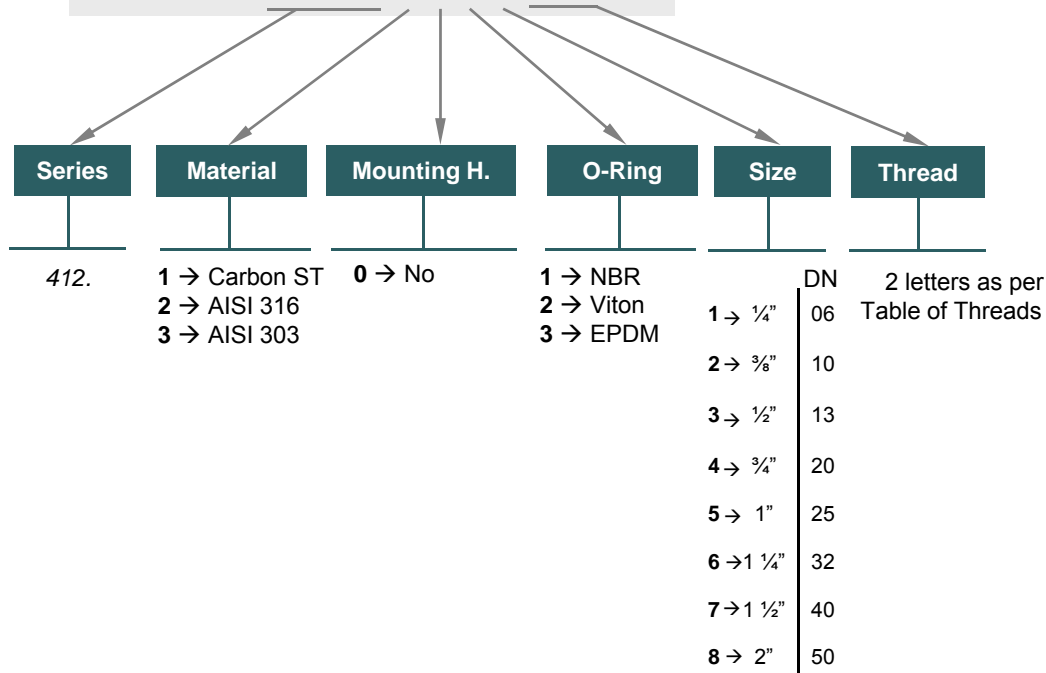 Series Material Mounting H. O-Ring Size Thread
412.
1 → Carbon ST
2 → AISI 316
3 → AISI 303
0 → No
1 → NBR
2 → Viton
3 → EPDM
DN
1 → ¼” 06
2 → ⅜” 10
3 → ½” 13
4 → ¾” 20
5 → 1” 25
6 →1 ¼” 32
7 →1 ½” 40
8 → 2” 50
2 letters as per
Table of Threads